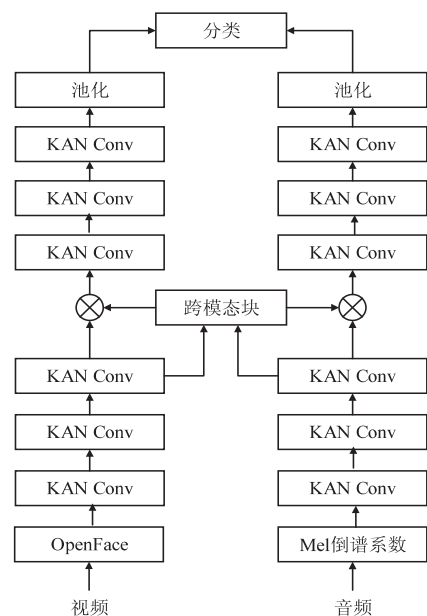 分类
池化 池化
KAN Conv KAN Conv
KAN Conv KAN Conv
KAN Conv KAN Conv
跨模态块
KAN Conv KAN Conv
KAN Conv KAN Conv
KAN Conv KAN Conv
OpenFace Mel倒谱系数
视频 音频